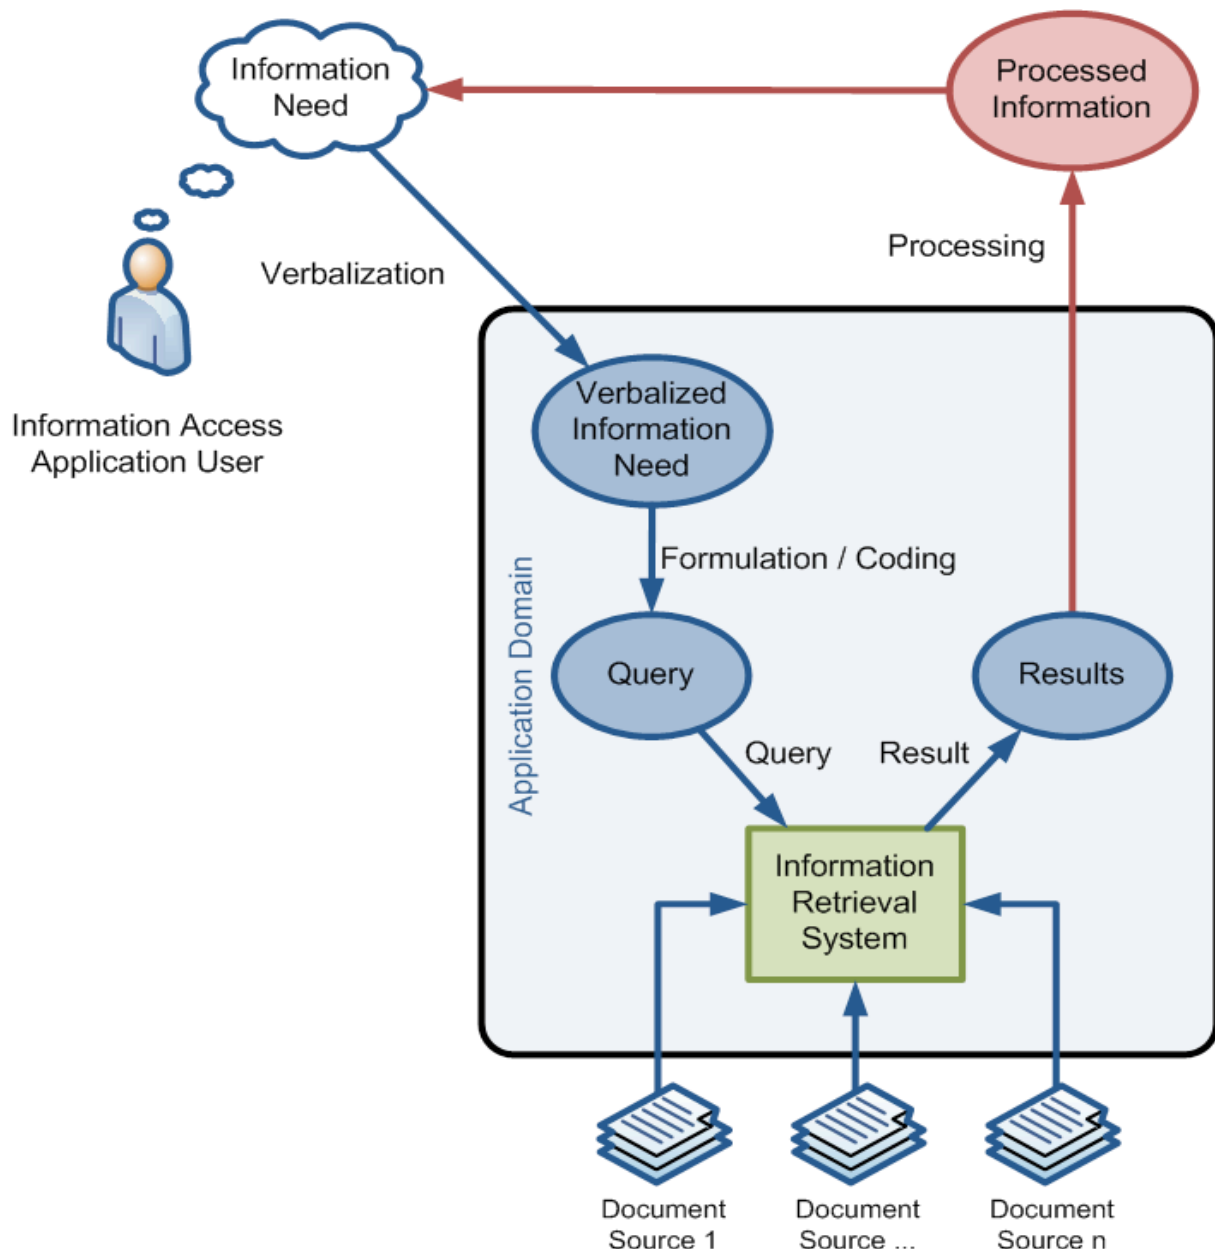 Information
Need
Processed
Information
Verbalization
Processing
Information Access
Application User
Verbalized
Information
Need
Formulation / Coding
Application Domain
Query
Results
Query
Result
Information
Retrieval
System
Document
Source 1
Document
Source ...
Document
Source n